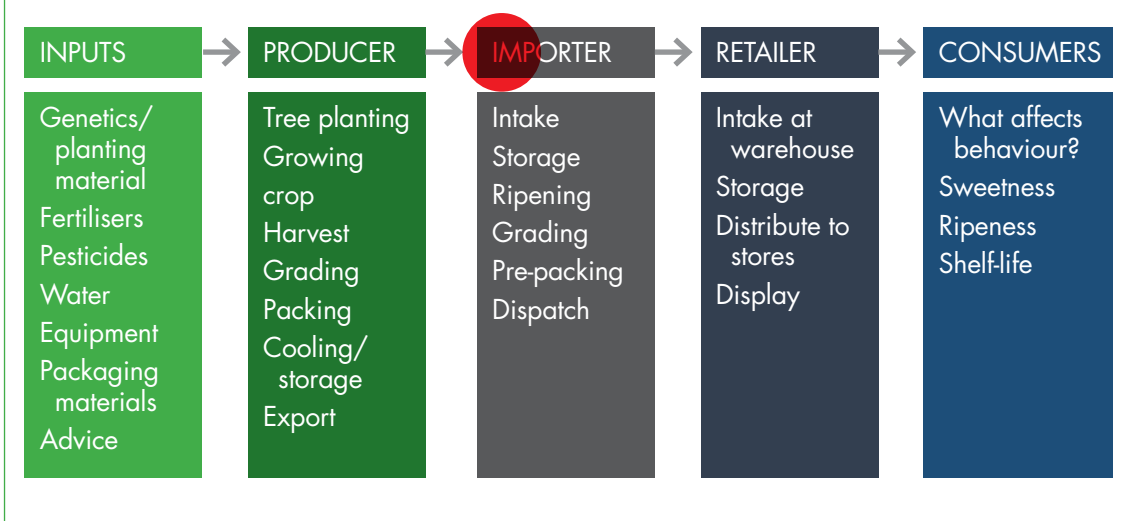 INPUTS
Genetics/
planting
material
Fertilisers
Pesticides
Water
Equipment
Packaging
materials
Advice
PRODUCER
Tree planting
Growing
crop
Harvest
Grading
Packing
Cooling/
storage
Export
IMPORTER
Intake
Storage
Ripening
Grading
Pre-packing
Dispatch
RETAILER
Intake at
warehouse
Storage
Distribute to
stores
Display
CONSUMERS
What affects
behaviour?
Sweetness
Ripeness
Shelf-life